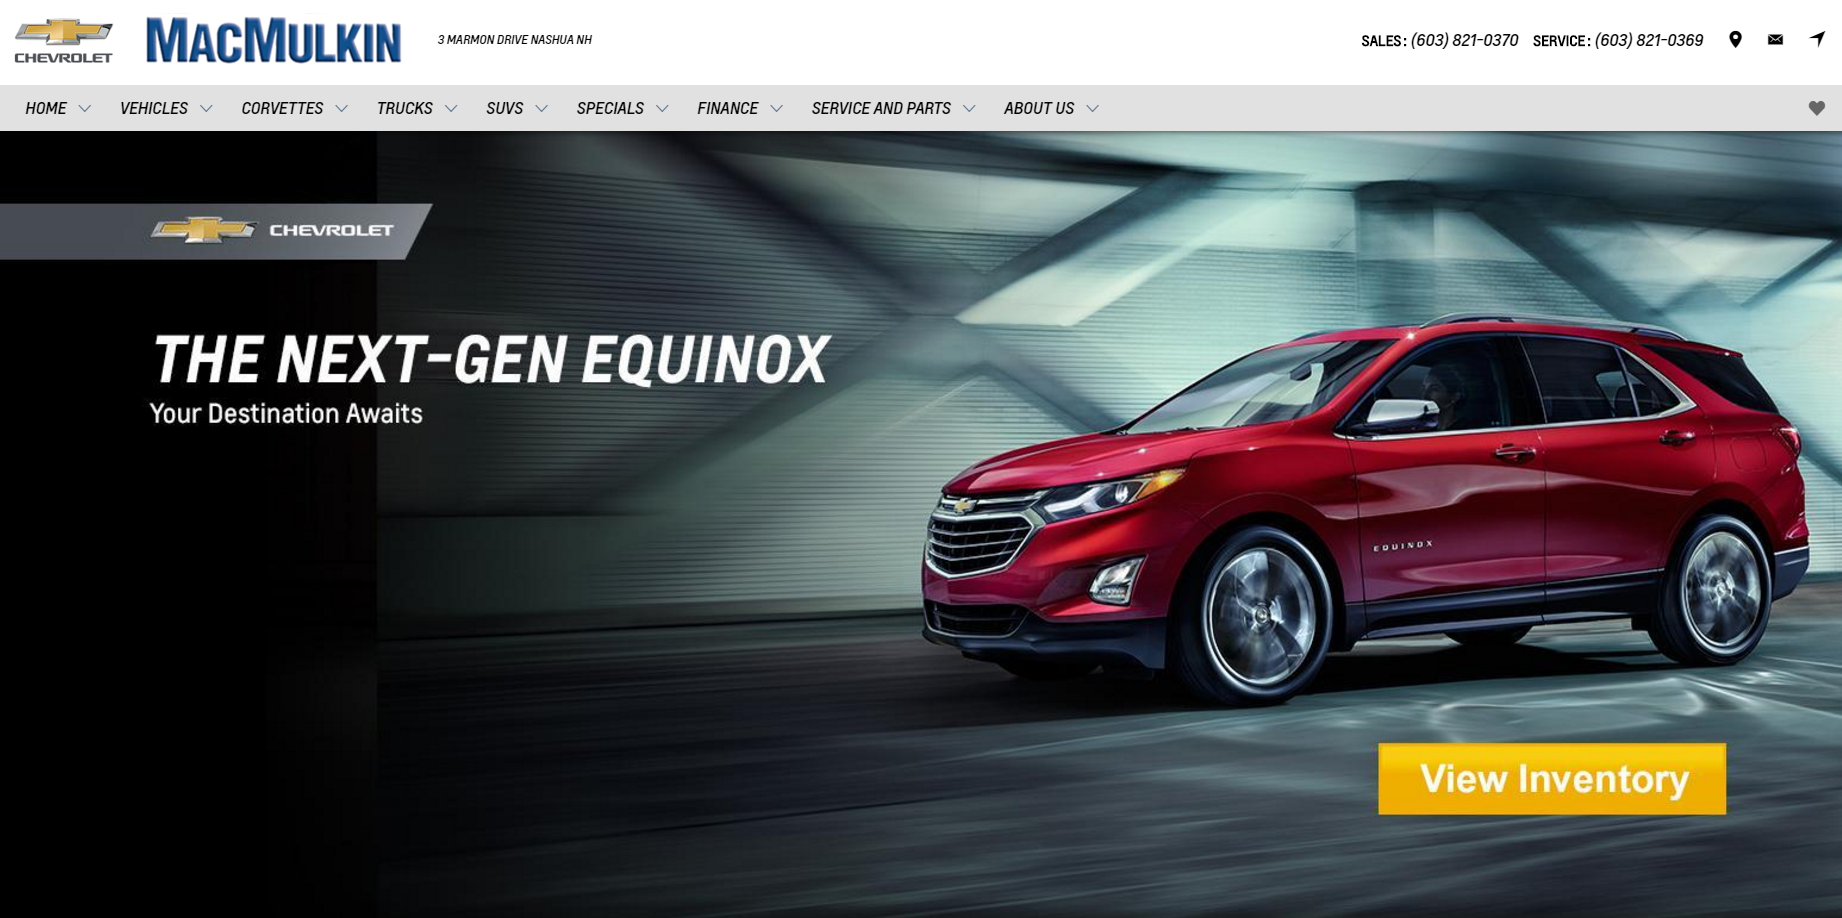 CHEVROLET
MACMULKIN
3 MARMON DRIVE NASHUA NH
SALES: (603) 821-0370 SERVICE: (603) 821-0369
HOME VEHICLES CORVETTES TRUCKS SUVS SPECIALS FINANCE SERVICE AND PARTS ABOUT US
CHEVROLET
THE NEXT-GEN EQUINOX
Your Destination Awaits
EQUINOX
View Inventory